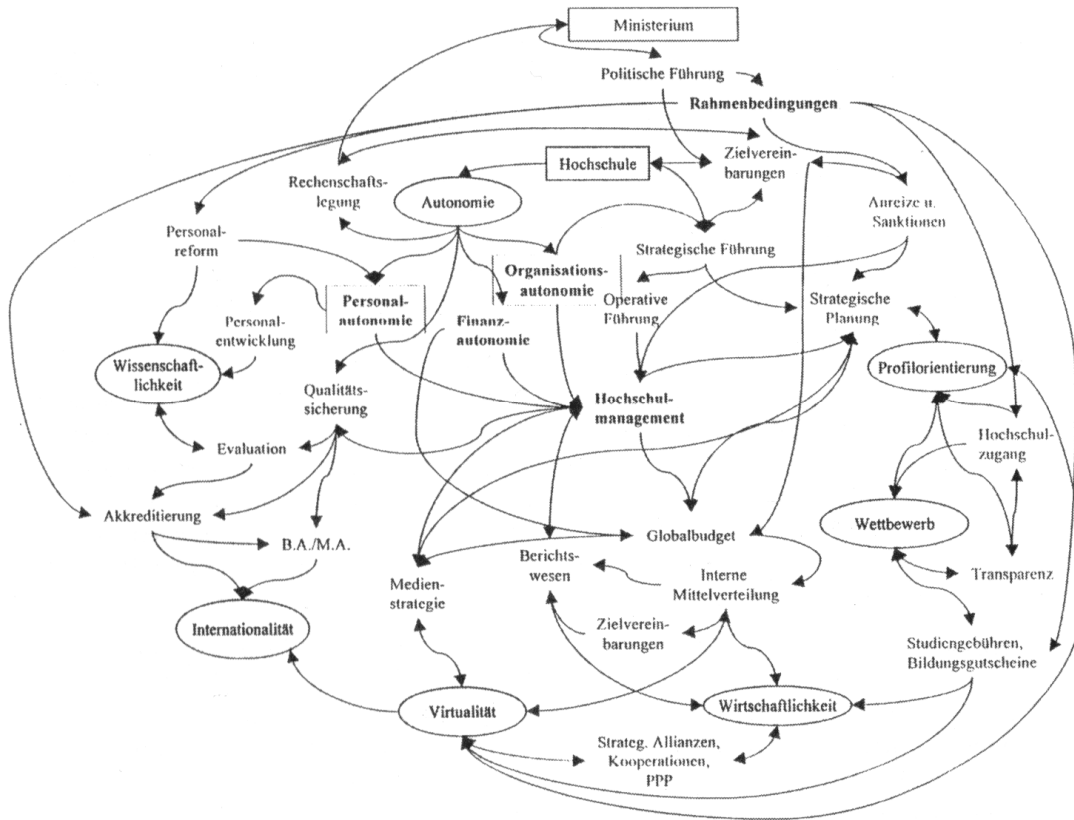 Ministerium
Politische Führung
Rahmenbedingungen
Zielverein-
barungen
Hochschule
Rechenschafts-
legung
Autonomie
Anreize u.
Sanktionen
Personal-
reform
Strategische Führung
Organisations-
autonomie
Operative
Führung
Strategische
Planung
Personal-
autonomie
Finanz-
autonomie
Personal-
entwicklung
Wissenschaft-
lichkeit
Profilorientierung
Qualitäts-
sicherung
Hochschul-
management
Evaluation
Hochschul-
zugang
Akkreditierung
Wettbewerb
B.A./M.A.
Globalbudget
Berichts-
wesen
Interne
Mittelverteilung
Transparenz
Medien-
strategie
Internationalität
Zielverein-
barungen
Studiengebühren,
Bildungsgutscheine
Virtualität
Wirtschaftlichkeit
Strateg. Allianzen,
Kooperationen,
PPP